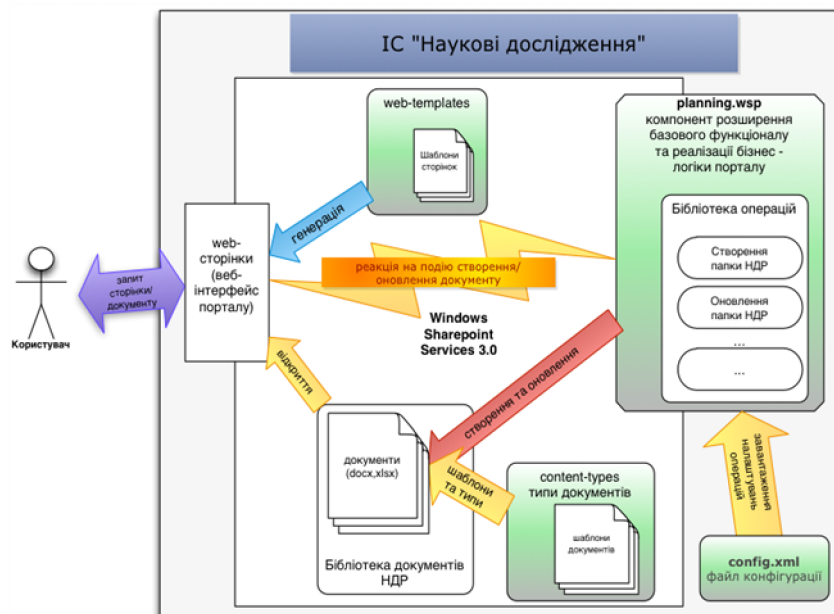 ІС "Наукові дослідження"
web-templates
Шаблони
сторінок
planning.wsp
компонент розширення
базового функціоналу
та реалізації бізнес -
логіки порталу
Бібліотека операцій
Створення
папки НДР
Оновлення
папки НДР
...
...
генерація
web-
сторінки
(веб-
інтерфейс
порталу)
запит
сторінки/
документу
Користувач
реакція на подію створення/
оновлення документу
Windows
Sharepoint
Services 3.0
відкриття
створення та оновлення
документи
(docx,xlsx)
шаблони
та типи
Бібліотека документів
НДР
content-types
типи документів
шаблони
документів
завантаження
налаштувань
операцій
config.xml
файл конфігурації